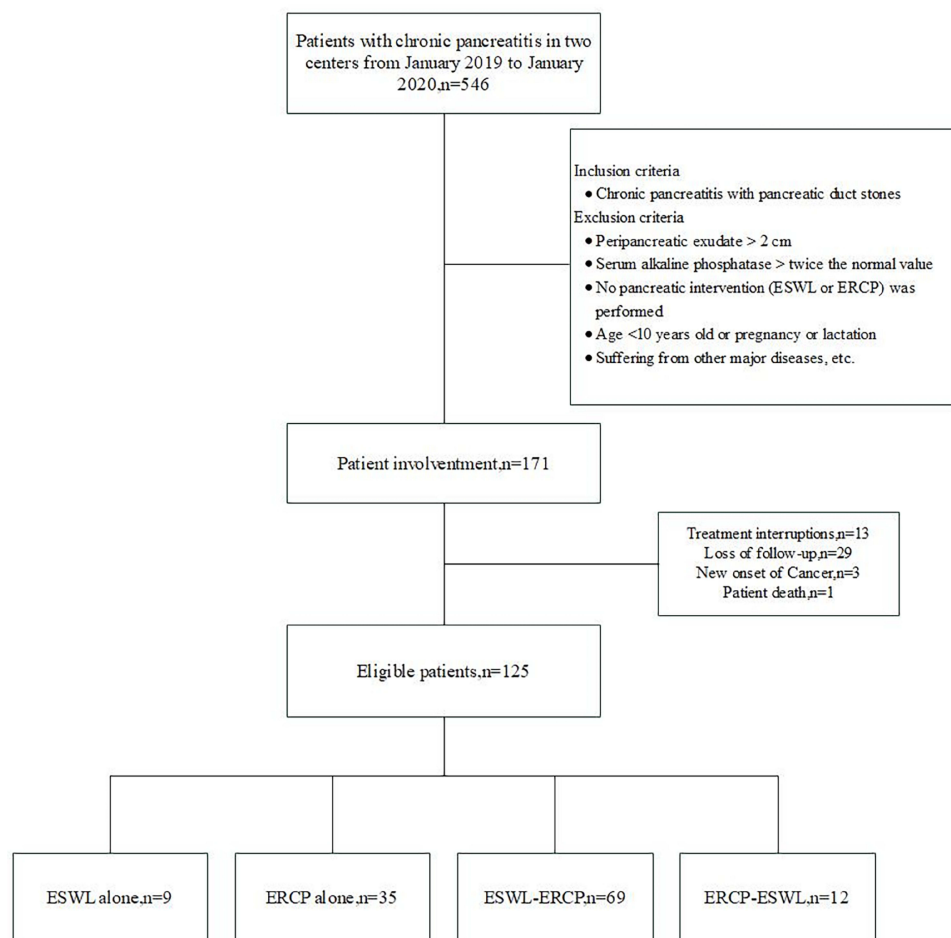 Patients with chronic pancreatitis in two
centers from January 2019 to January
2020,n=546
Inclusion criteria
● Chronic pancreatitis with pancreatic duct stones
Exclusion criteria
● Peripancreatic exudate > 2 cm
● Serum alkaline phosphatase > twice the normal value
● No pancreatic intervention (ESWL or ERCP) was
performed
● Age <10 years old or pregnancy or lactation
● Suffering from other major diseases, etc.
Patient involventment,n=171
Treatment interruptions,n=13
Loss of follow-up,n=29
New onset of Cancer,n=3
Patient death,n=1
Eligible patients,n=125
ESWL alone,n=9
ERCP alone,n=35
ESWL-ERCP,n=69
ERCP-ESWL,n=12